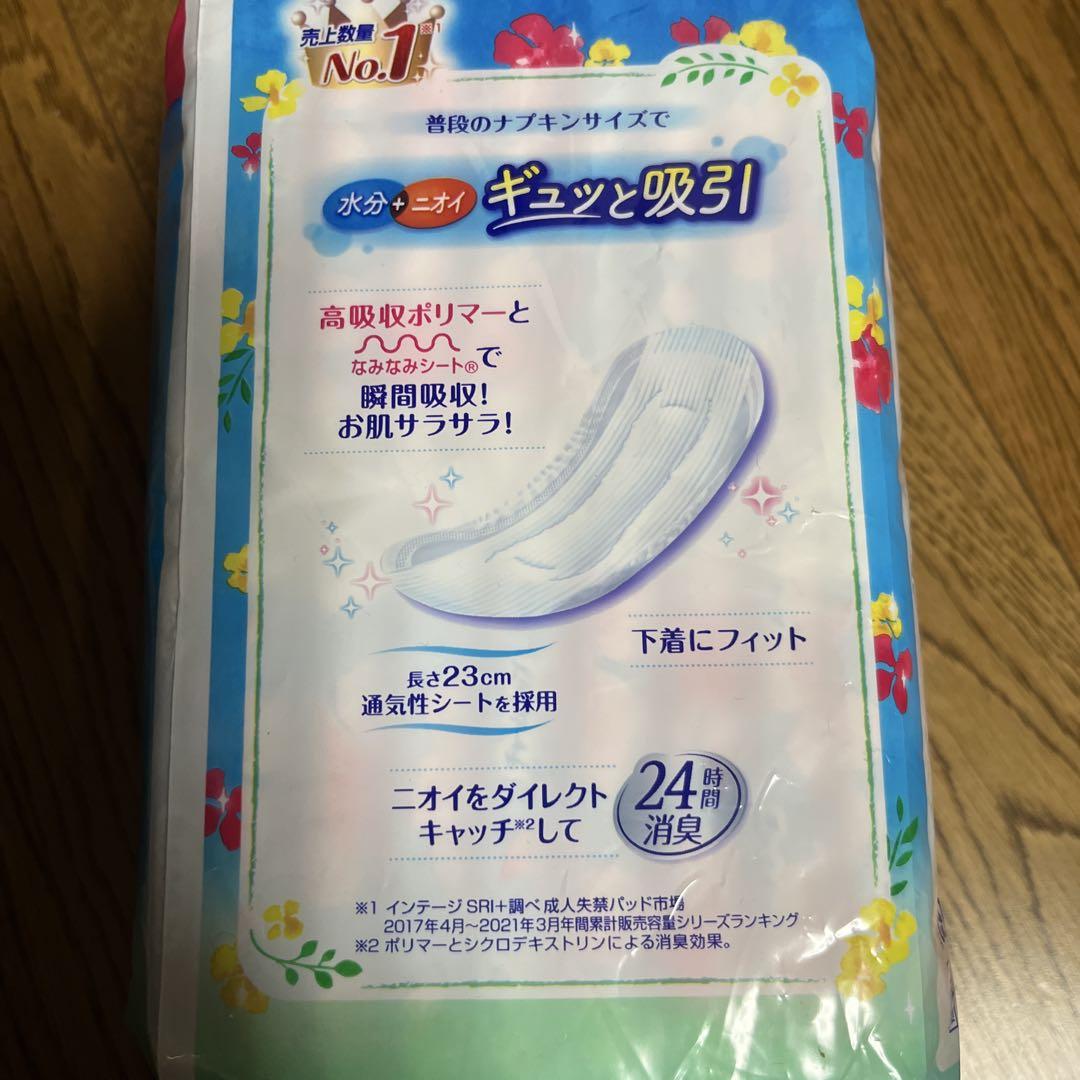 売上数量 ※1
No.1
普段のナプキンサイズで
水分+ニオイ ギュッと吸引
高吸収ポリマーと
なみなみシート®で
瞬間吸収!
お肌サラサラ!
下着にフィット
長さ23cm
通気性シートを採用
ニオイをダイレクト
キャッチ※2して
24時間
消臭
※1 インテージSRI+調べ 成人失禁パッド市場
2017年4月〜2021年3月年間累計販売容量シリーズランキング
※2 ポリマーとシクロデキストリンによる消臭効果。